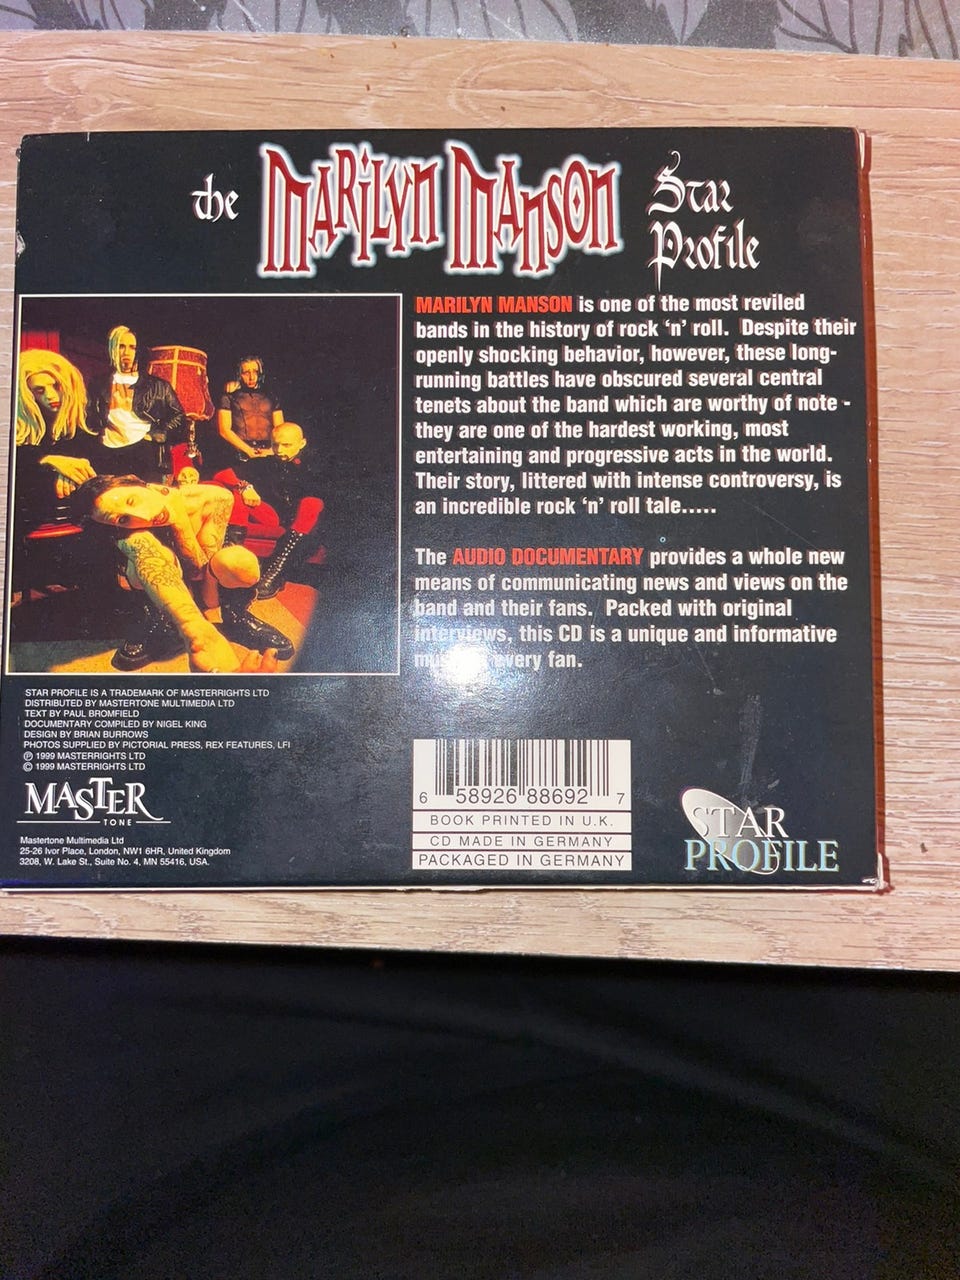 the MARILYN MANSON Star Profile
MARILYN MANSON is one of the most reviled
bands in the history of rock 'n' roll. Despite their
openly shocking behavior, however, these long-
running battles have obscured several central
tenets about the band which are worthy of note -
they are one of the hardest working, most
entertaining and progressive acts in the world.
Their story, littered with intense controversy, is
an incredible rock 'n' roll tale.....
The AUDIO DOCUMENTARY provides a whole new
means of communicating news and views on the
band and their fans. Packed with original
interviews, this CD is a unique and informative
every fan.
STAR PROFILE IS A TRADEMARK OF MASTERRIGHTS LTD
DISTRIBUTED BY MASTERTONE MULTIMEDIA LTD
TEXT BY PAUL BROMFIELD
DOCUMENTARY COMPILED BY NIGEL KING
DESIGN BY BRIAN BURROWS
PHOTOS SUPPLIED BY PICTORIAL PRESS, REX FEATURES, LFI
℗ 1999 MASTERRIGHTS LTD
© 1999 MASTERRIGHTS LTD
MASTER
TONE
Mastertone Multimedia Ltd
25-26 Ivor Place, London, NW1 6HR, United Kingdom
3208, W. Lake St., Suite No. 4, MN 55416, USA.
6 58926 88692 7
BOOK PRINTED IN U.K.
CD MADE IN GERMANY
PACKAGED IN GERMANY
STAR
PROFILE